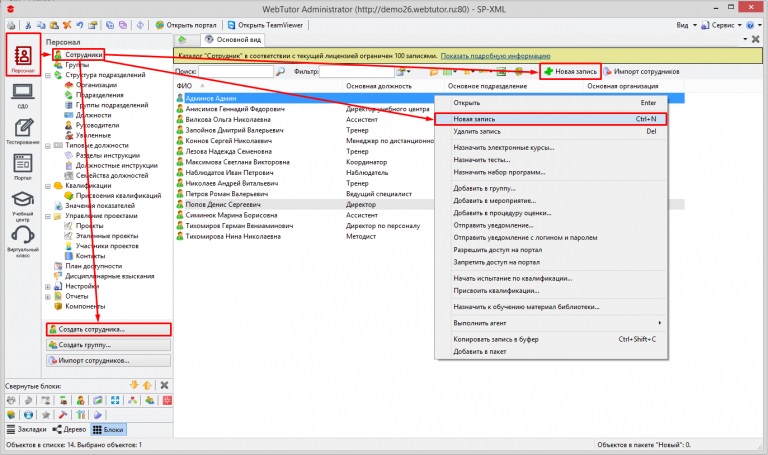 WebTutor Administrator (http://demo26.webtutor.ru:80) - SP-XML
Открыть портал
Открыть TeamViewer
Вид
Сервис
Персонал
СДО
Тестирование
Портал
Учебный центр
Виртуальный класс
Персонал
Сотрудники
Группы
Структура подразделений
Организации
Подразделения
Группы подразделений
Должности
Руководители
Уволенные
Типовые должности
Разделы инструкции
Должностные инструкции
Семейства должностей
Квалификации
Присвоения квалификаций
Значения показателей
Управление проектами
Проекты
Эталонные проекты
Участники проектов
Контакты
План доступности
Дисциплинарные взыскания
Настройки
Отчеты
Компоненты
Создать сотрудника...
Создать группу...
Импорт сотрудников...
Свернутые блоки:
Закладки
Дерево
Блоки
Основной вид
Каталог "Сотрудник" в соответствии с текущей лицензией ограничен 100 записями. Показать подробную информацию
Поиск:
Фильтр:
Новая запись
Импорт сотрудников
ФИО
Основная должность
Основное подразделение
Основная организация
Админов Админ
Анисимов Геннадий Федорович Директор учебного центра
Вилкова Ольга Николаевна Ассистент
Запойнов Дмитрий Валерьевич Тренер
Коннов Сергей Николаевич Менеджер по дистанционно
Лезова Надежда Семеновна Тренер
Максимова Светлана Викторовна Координатор
Наблюдатов Иван Петрович Наблюдатель
Николаев Андрей Витальевич Тренер
Петров Роман Валерьевич Ведущий специалист
Попов Денис Сергеевич Директор
Симинюк Марина Борисовна Ассистент
Тихомиров Герман Вениаминович Директор по персоналу
Тихомирова Нина Николаевна Методист
Открыть Enter
Новая запись Ctrl+N
Удалить запись Del
Назначить электронные курсы...
Назначить тесты...
Назначить набор программ...
Добавить в группу...
Добавить в мероприятие...
Добавить в процедуру оценки...
Отправить уведомление...
Отправить уведомление с логином и паролем
Разрешить доступ на портал
Запретить доступ на портал
Начать испытание по квалификации...
Присвоить квалификации...
Назначить к обучению материал библиотеки...
Выполнить агент
Копировать запись в буфер Ctrl+Shift+C
Добавить в пакет
Объектов в списке: 14. Выбрано объектов: 1
Объектов в пакете "Новый": 0.